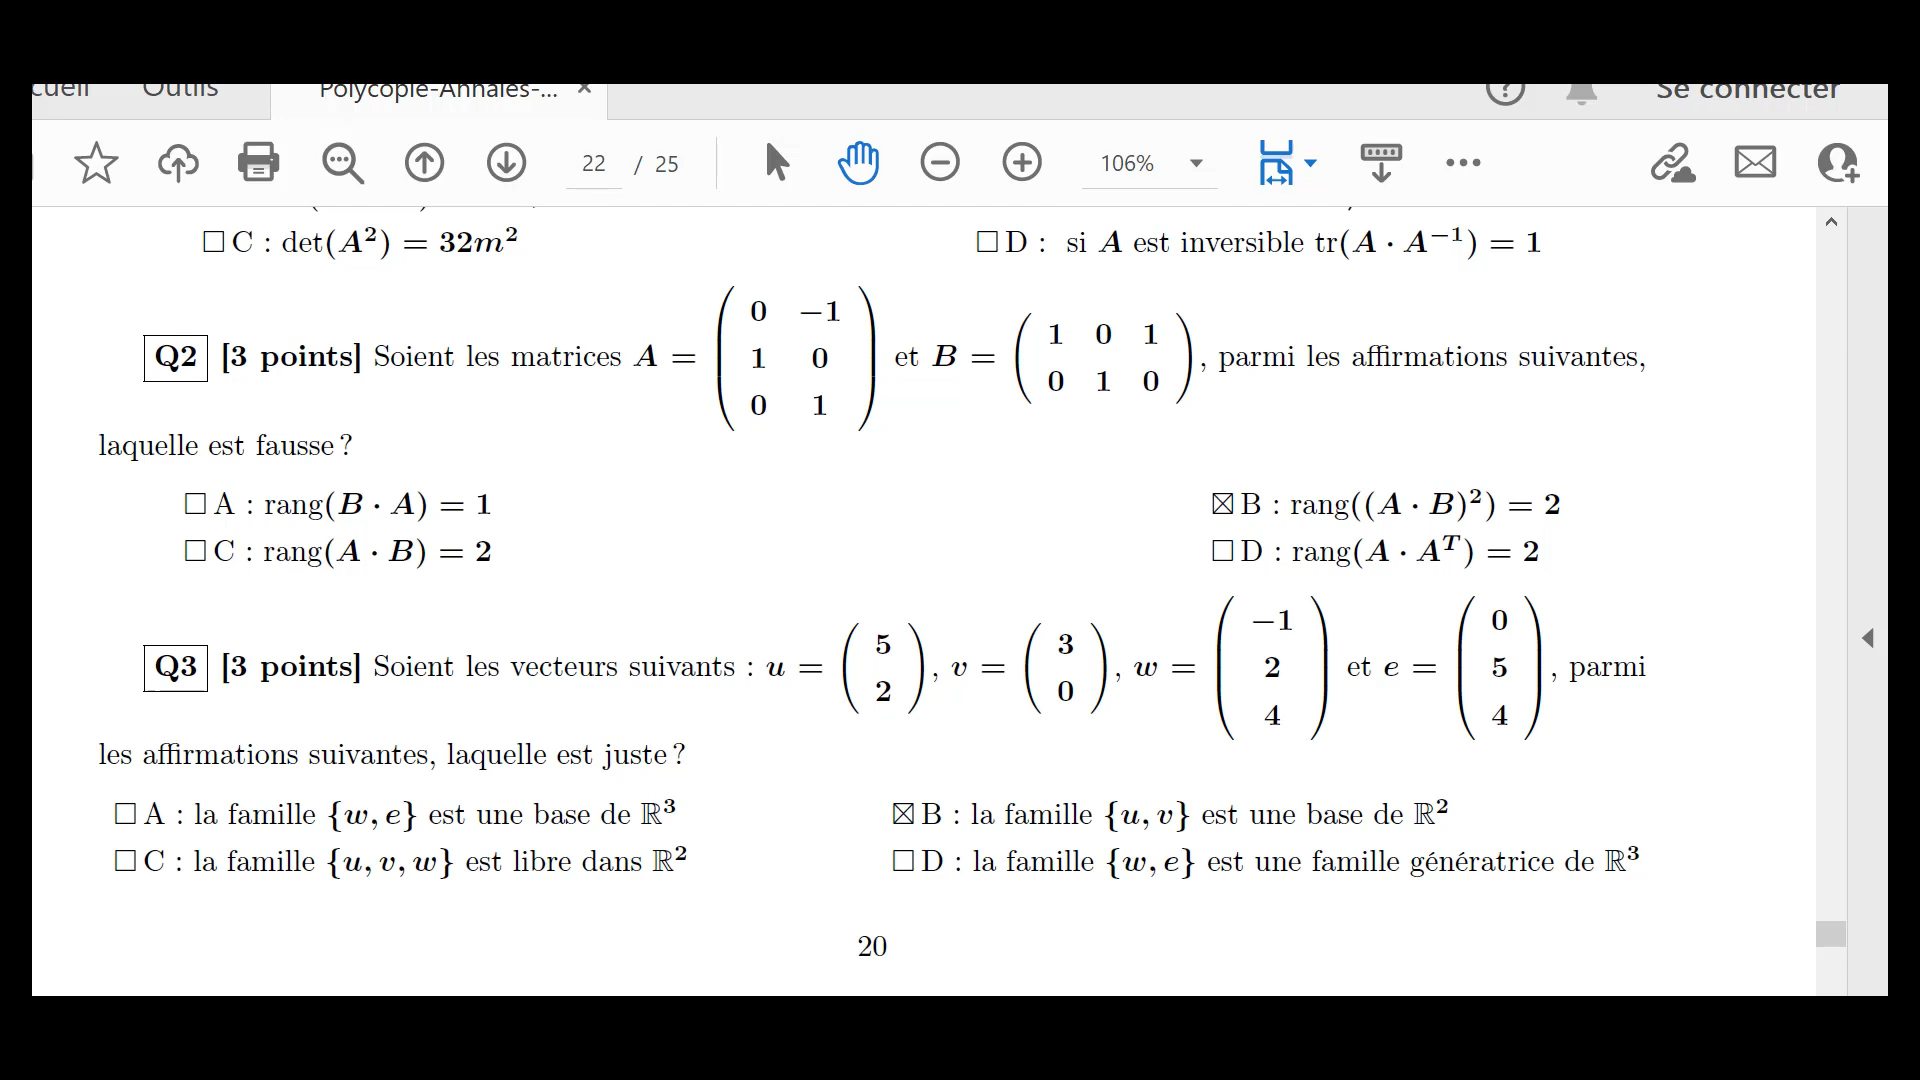 Outils Polycopie-Annales-... × Se connecter
22 / 25 106%
☐ C : det(A²) = 32m² ☐ D : si A est inversible tr(A · A⁻¹) = 1
Q2 [3 points] Soient les matrices A = ( 0 −1 ; 1 0 ; 0 1 ) et B = ( 1 0 1 ; 0 1 0 ), parmi les affirmations suivantes,
laquelle est fausse ?
☐ A : rang(B · A) = 1 ☒ B : rang((A · B)²) = 2
☐ C : rang(A · B) = 2 ☐ D : rang(A · Aᵀ) = 2
Q3 [3 points] Soient les vecteurs suivants : u = ( 5 ; 2 ), v = ( 3 ; 0 ), w = ( −1 ; 2 ; 4 ) et e = ( 0 ; 5 ; 4 ), parmi
les affirmations suivantes, laquelle est juste ?
☐ A : la famille {w, e} est une base de ℝ³ ☒ B : la famille {u, v} est une base de ℝ²
☐ C : la famille {u, v, w} est libre dans ℝ² ☐ D : la famille {w, e} est une famille génératrice de ℝ³
20